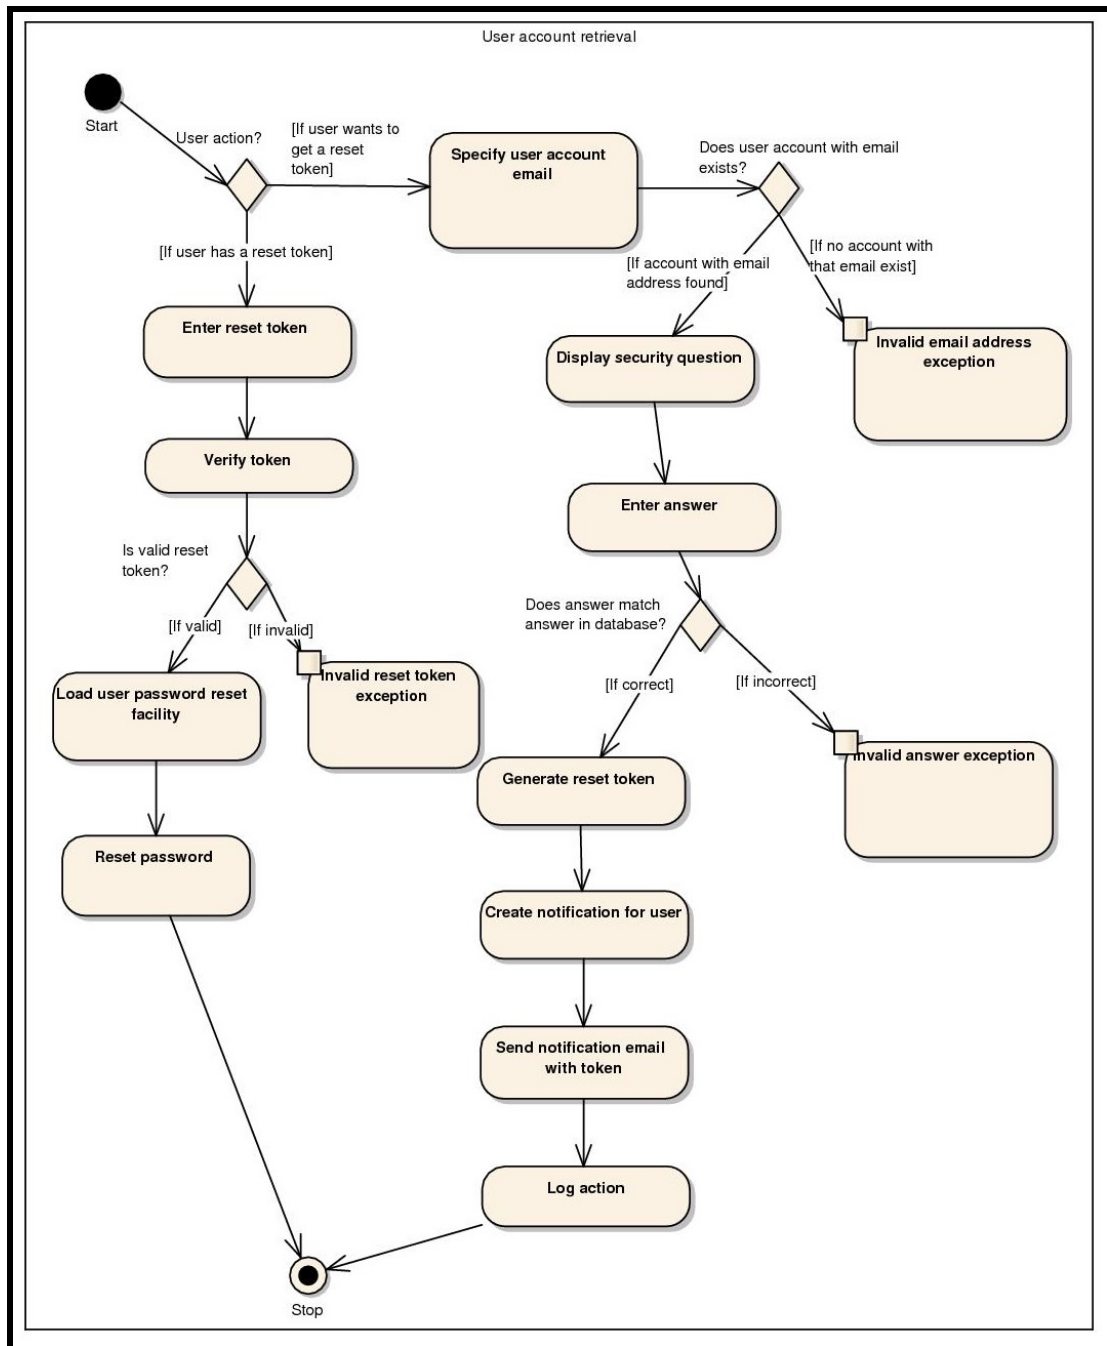 User account retrieval
Start
User action?
[If user wants to
get a reset
token]
Specify user account
email
Does user account with email
exists?
[If user has a reset token]
[If account with email
address found]
[If no account with
that email exist]
Enter reset token
Display security question
Invalid email address
exception
Verify token
Enter answer
Is valid reset
token?
Does answer match
answer in database?
[If valid]
[If invalid]
[If correct]
[If incorrect]
Load user password reset
facility
Invalid reset token
exception
Generate reset token
Invalid answer exception
Reset password
Create notification for user
Send notification email
with token
Log action
Stop